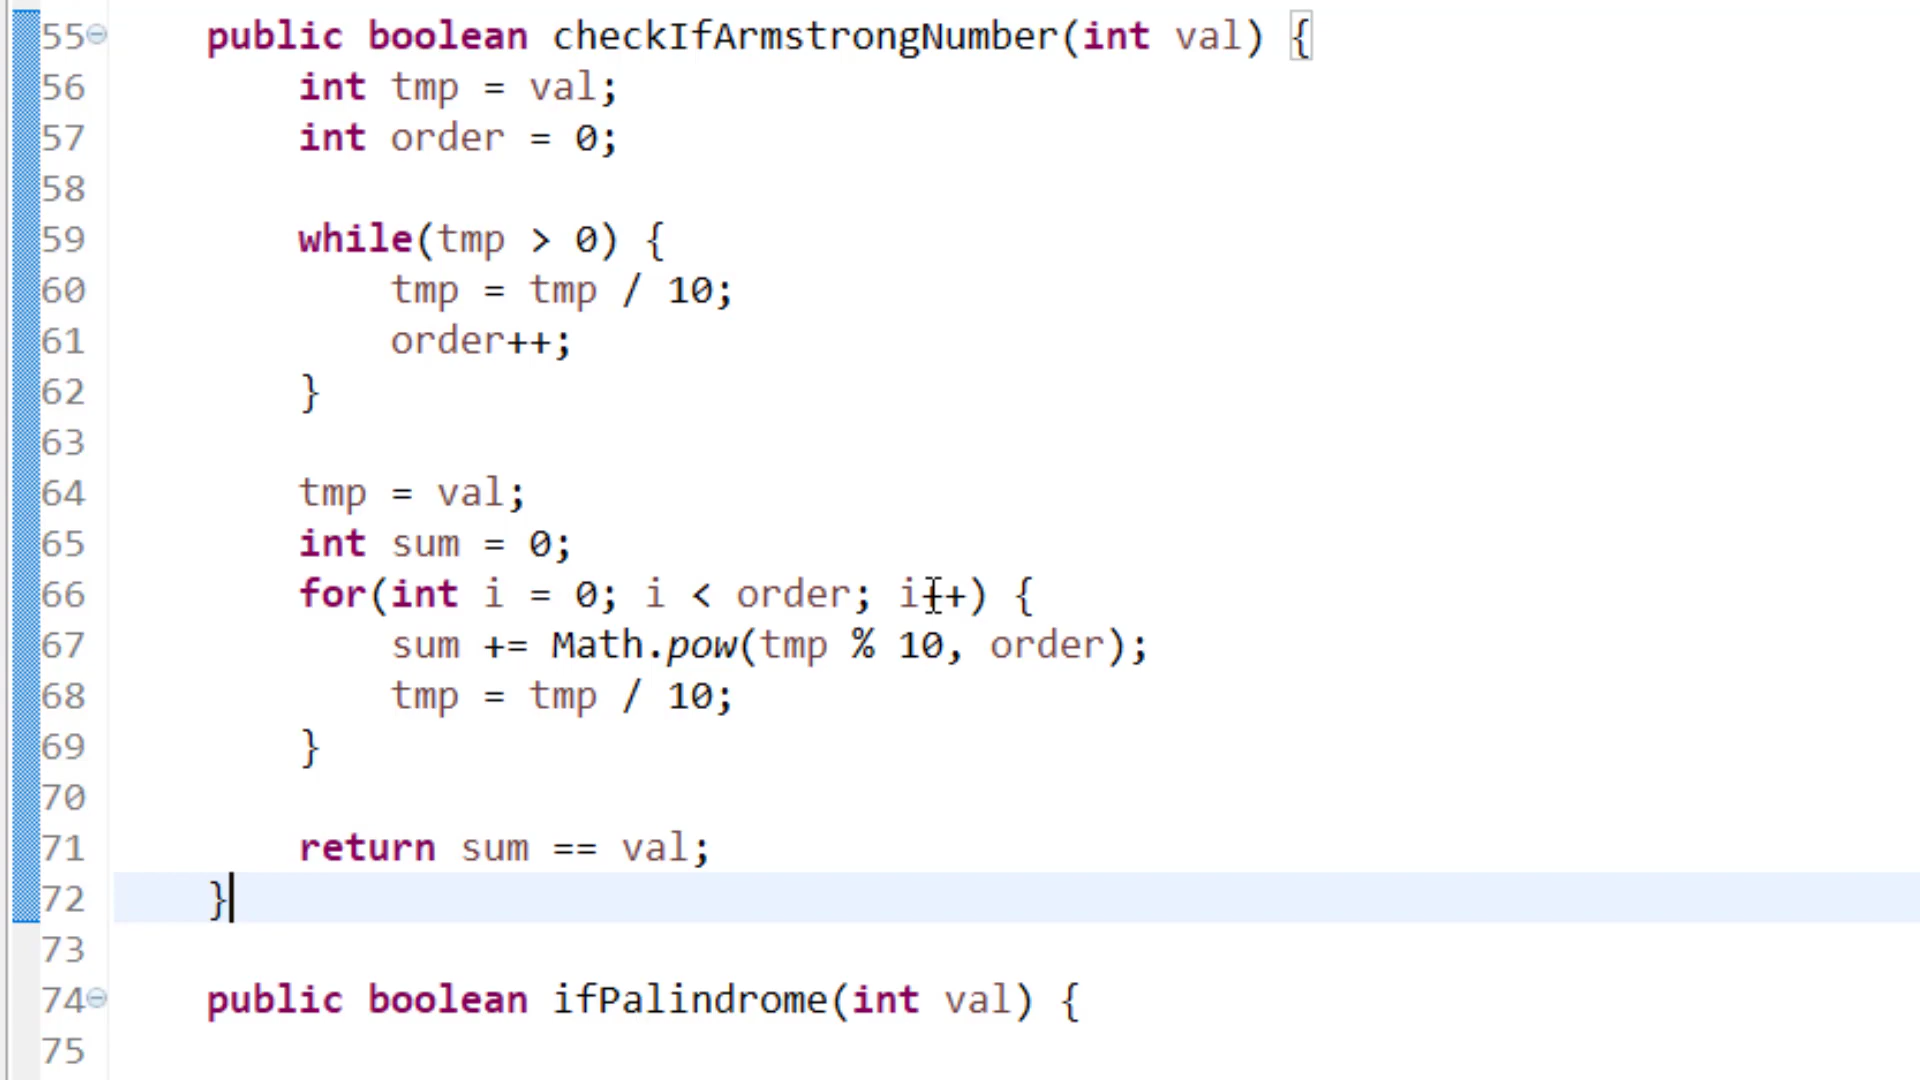 55 public boolean checkIfArmstrongNumber(int val) {
56 int tmp = val;
57 int order = 0;
58
59 while(tmp > 0) {
60 tmp = tmp / 10;
61 order++;
62 }
63
64 tmp = val;
65 int sum = 0;
66 for(int i = 0; i < order; i++) {
67 sum += Math.pow(tmp % 10, order);
68 tmp = tmp / 10;
69 }
70
71 return sum == val;
72 }
73
74 public boolean ifPalindrome(int val) {
75